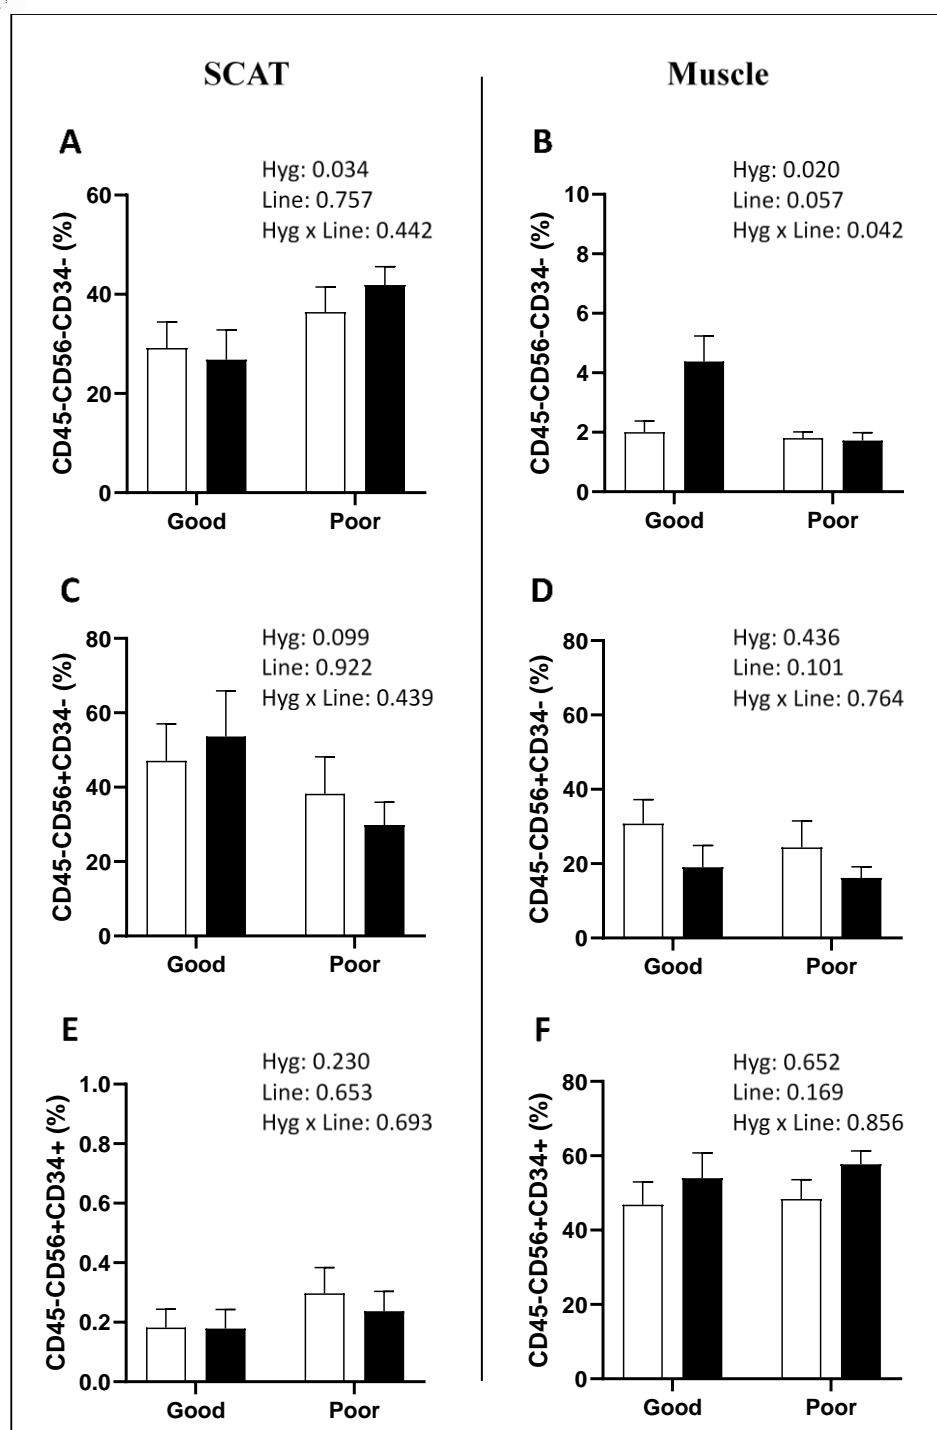 SCAT
Muscle
A
Hyg: 0.034
Line: 0.757
Hyg x Line: 0.442
CD45-CD56-CD34- (%)
60
40
20
0
Good
Poor
B
Hyg: 0.020
Line: 0.057
Hyg x Line: 0.042
CD45-CD56-CD34- (%)
10
8
6
4
2
0
Good
Poor
C
Hyg: 0.099
Line: 0.922
Hyg x Line: 0.439
CD45-CD56+CD34- (%)
80
60
40
20
0
Good
Poor
D
Hyg: 0.436
Line: 0.101
Hyg x Line: 0.764
CD45-CD56+CD34- (%)
80
60
40
20
0
Good
Poor
E
Hyg: 0.230
Line: 0.653
Hyg x Line: 0.693
CD45-CD56+CD34+ (%)
1.0
0.8
0.6
0.4
0.2
0.0
Good
Poor
F
Hyg: 0.652
Line: 0.169
Hyg x Line: 0.856
CD45-CD56+CD34+ (%)
80
60
40
20
0
Good
Poor